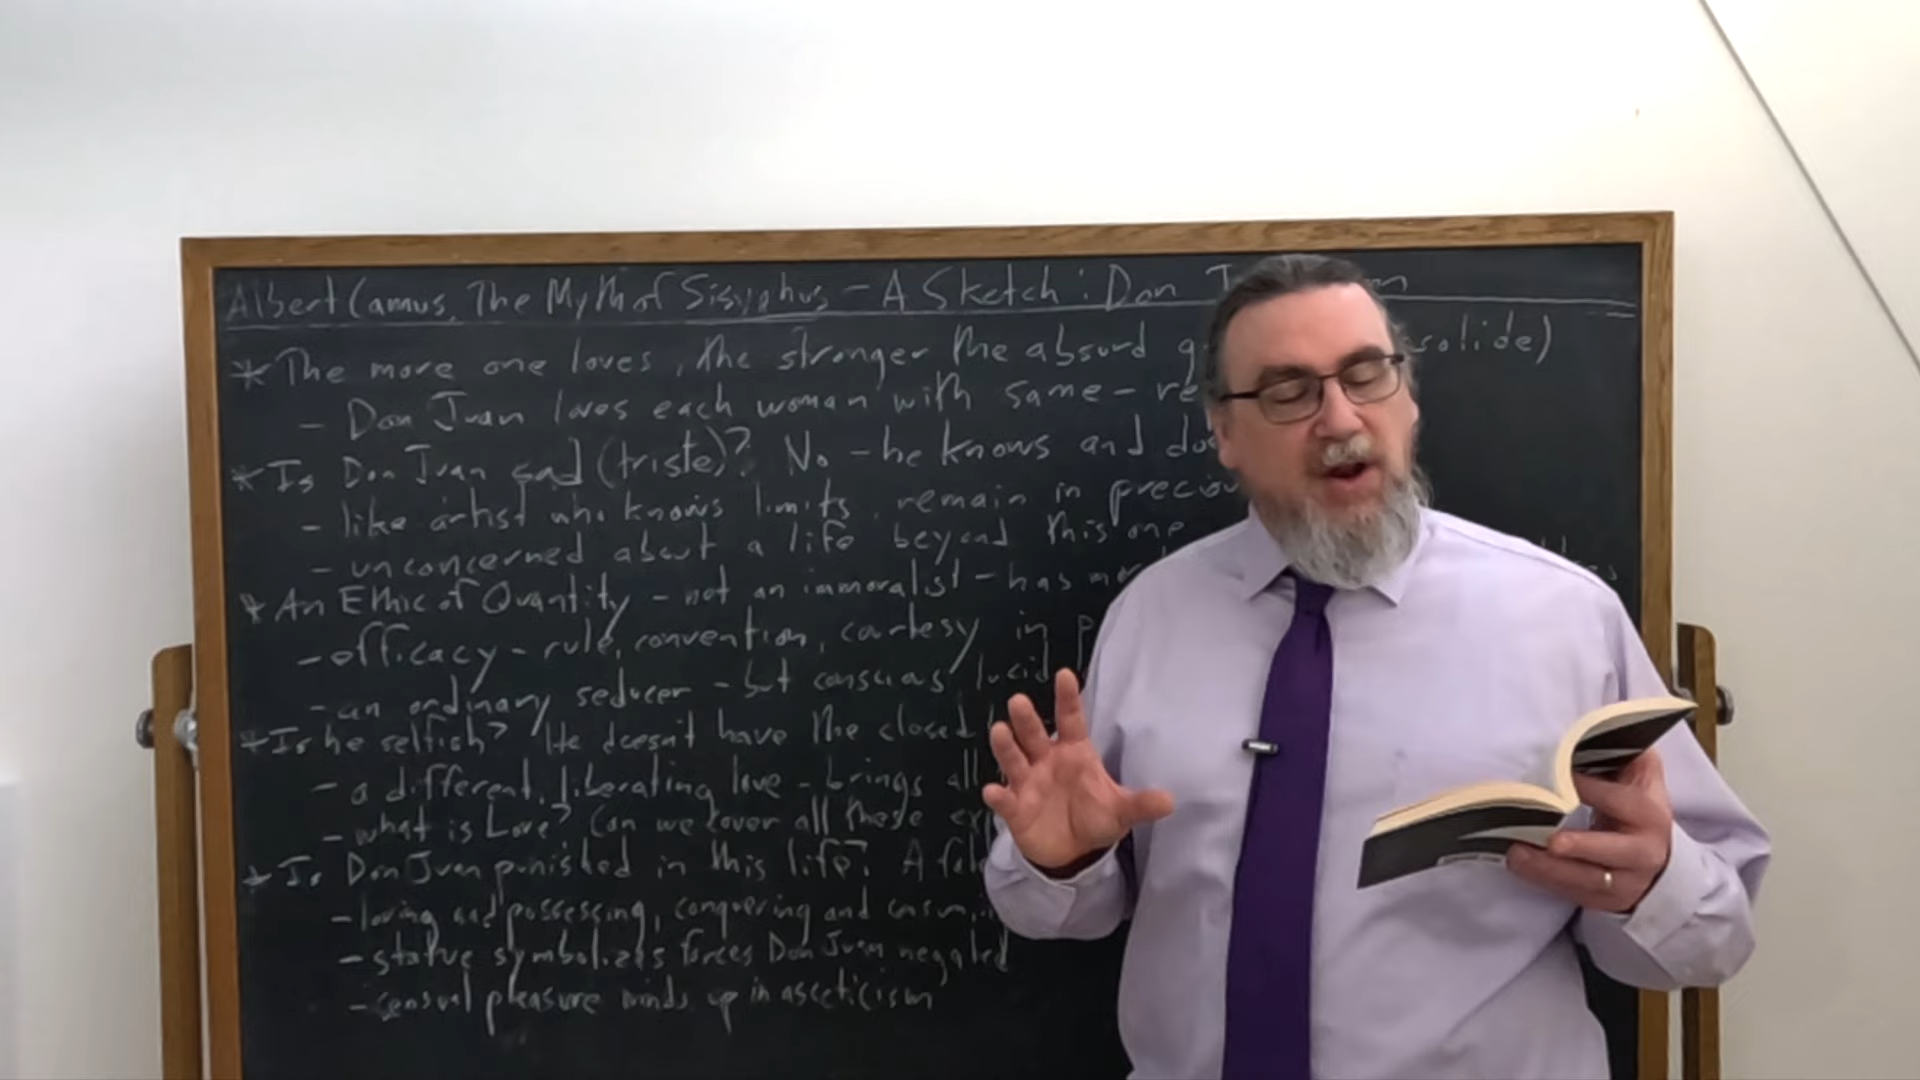 Albert Camus, The Myth of Sisyphus - A Sketch: Don
* The more one loves, the stronger the absurd solide)
- Don Juan loves each woman with same -
* Is Don Juan sad (triste)? No - he knows and
- like artist who knows limits, remain in
- unconcerned about a life beyond this one
* An Ethic of Quantity - not an immoralist - has
- efficacy - rule, convention, courtesy in
- an ordinary seducer - but conscious
* Is he selfish? He doesn't have the closed
- a different, liberating love - brings all
- what is Love? Can we cover all these
* Is Don Juan punished in this life? A
- loving and possessing, conquering and
- statue symbolizes forces Don Juan negated
- sensual pleasure winds up in asceticism